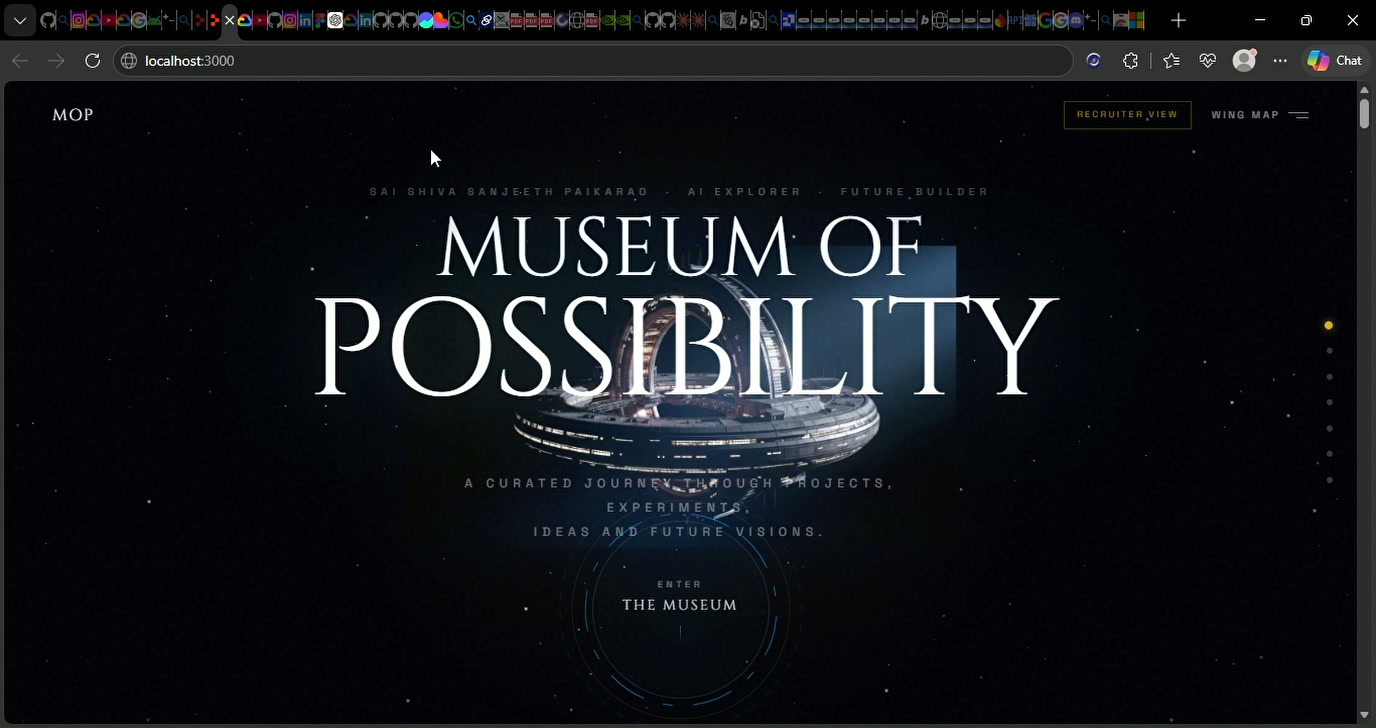 localhost:3000
Chat
MOP
RECRUITER VIEW
WING MAP
SAI SHIVA SANJEETH PAIKARAO · AI EXPLORER · FUTURE BUILDER
MUSEUM OF
POSSIBILITY
A CURATED JOURNEY THROUGH PROJECTS,
EXPERIMENTS,
IDEAS AND FUTURE VISIONS.
ENTER
THE MUSEUM